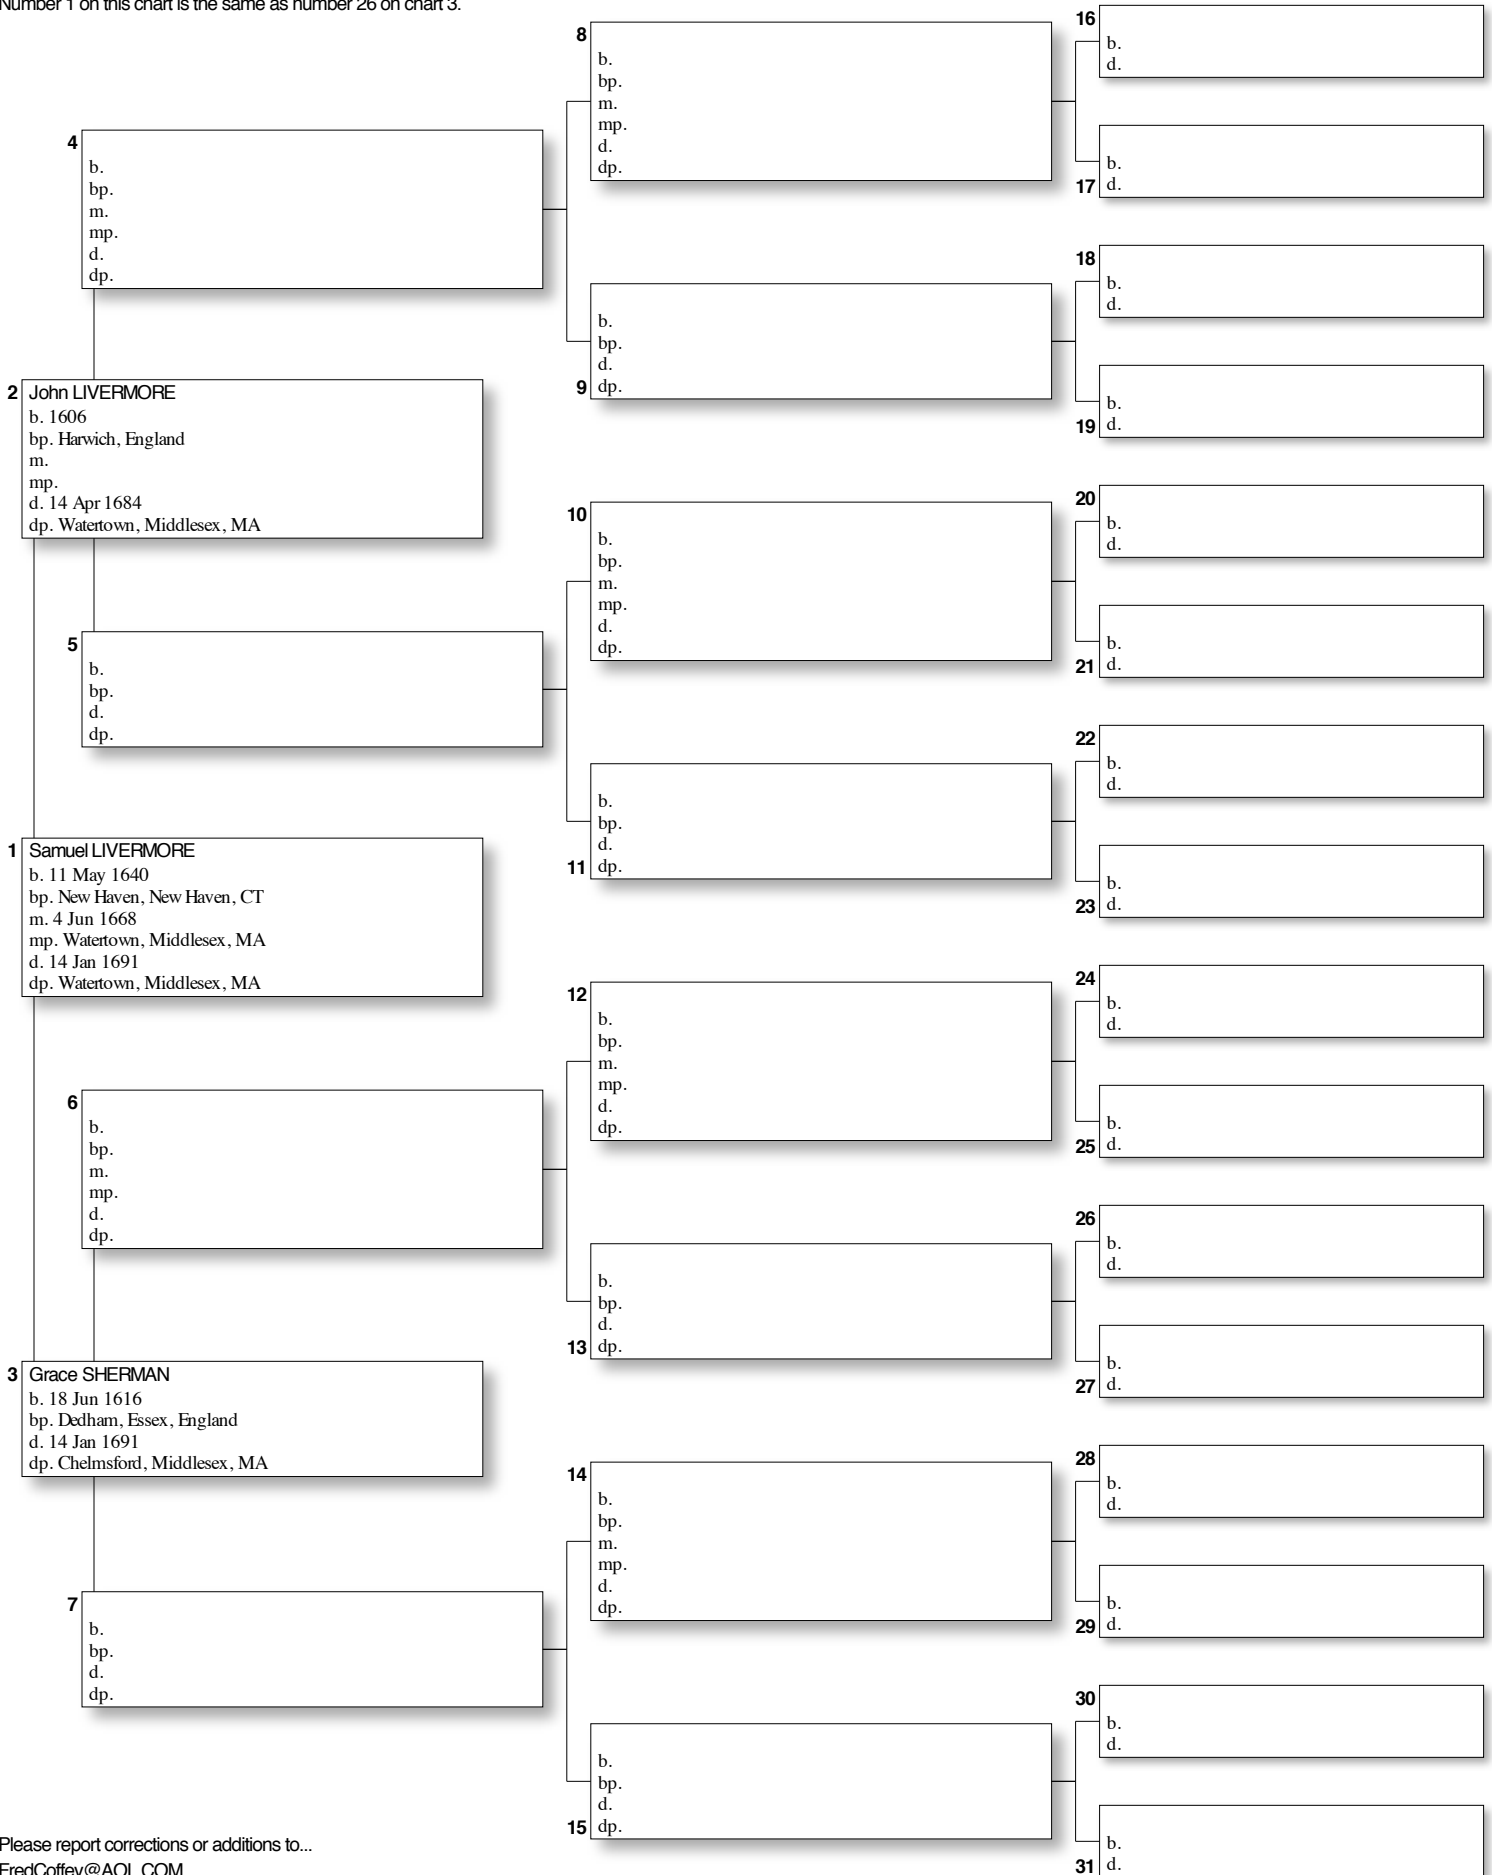 Number 1 on this chart is the same as number 26 on chart 3.
16
b.
d.
8
b.
bp.
m.
mp.
d.
dp.
b.
17 d.
4
b.
bp.
m.
mp.
d.
dp.
18
b.
d.
b.
bp.
d.
9 dp.
b.
19 d.
2 John LIVERMORE
b. 1606
bp. Harwich, England
m.
mp.
d. 14 Apr 1684
dp. Watertown, Middlesex, MA
20
b.
d.
10
b.
bp.
m.
mp.
d.
dp.
b.
21 d.
5
b.
bp.
d.
dp.
22
b.
d.
b.
bp.
d.
11 dp.
b.
23 d.
1 Samuel LIVERMORE
b. 11 May 1640
bp. New Haven, New Haven, CT
m. 4 Jun 1668
mp. Watertown, Middlesex, MA
d. 14 Jan 1691
dp. Watertown, Middlesex, MA
24
b.
d.
12
b.
bp.
m.
mp.
d.
dp.
b.
25 d.
6
b.
bp.
m.
mp.
d.
dp.
26
b.
d.
b.
bp.
d.
13 dp.
b.
27 d.
3 Grace SHERMAN
b. 18 Jun 1616
bp. Dedham, Essex, England
d. 14 Jan 1691
dp. Chelmsford, Middlesex, MA
28
b.
d.
14
b.
bp.
m.
mp.
d.
dp.
b.
29 d.
7
b.
bp.
d.
dp.
30
b.
d.
b.
bp.
d.
15 dp.
b.
31 d.
Please report corrections or additions to...
FredCoffey@AOL.COM